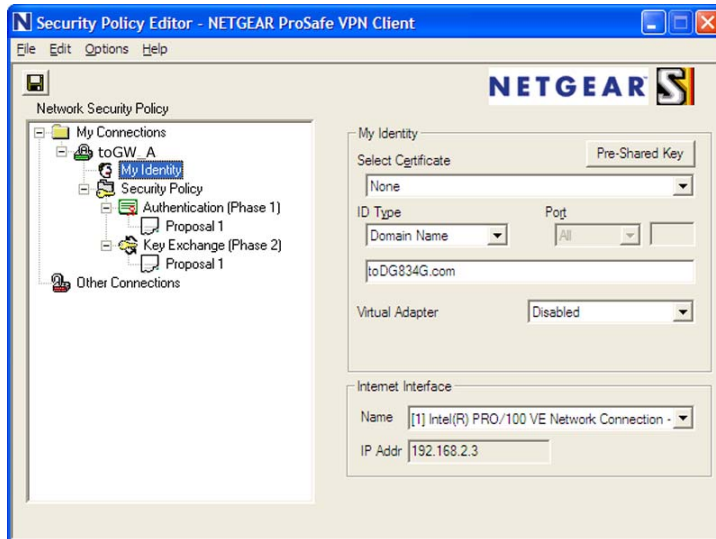 Security Policy Editor - NETGEAR ProSafe VPN Client
File Edit Options Help
NETGEAR
Network Security Policy
My Connections
toGW_A
My Identity
Security Policy
Authentication (Phase 1)
Proposal 1
Key Exchange (Phase 2)
Proposal 1
Other Connections
My Identity
Select Certificate
Pre-Shared Key
None
ID Type
Port
Domain Name
All
toDG834G.com
Virtual Adapter
Disabled
Internet Interface
Name [1] Intel(R) PRO/100 VE Network Connection -
IP Addr 192.168.2.3